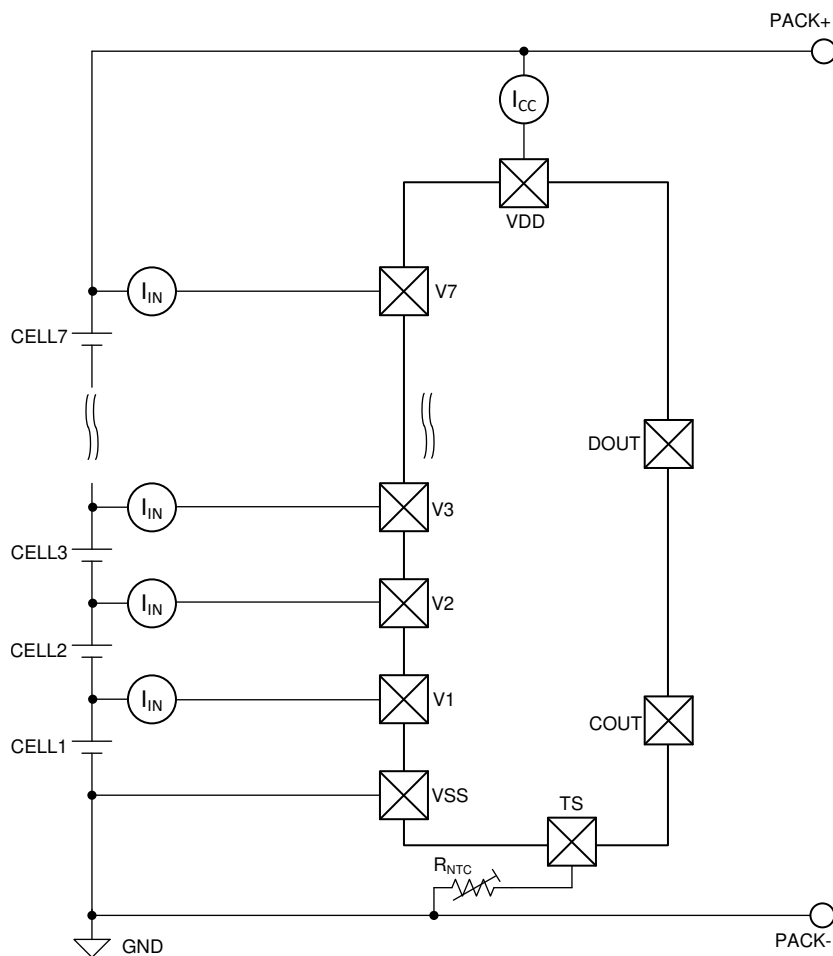 PACK+
ICC
VDD
IIN
V7
CELL7
DOUT
IIN
V3
CELL3
IIN
V2
CELL2
IIN
V1
COUT
CELL1
VSS
TS
RNTC
PACK-
GND